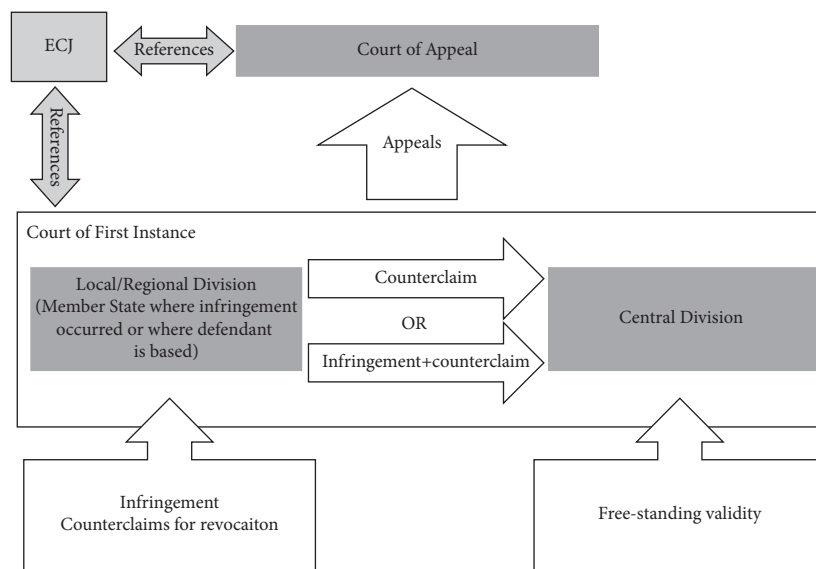 ECJ
References
Court of Appeal
References
Appeals
Court of First Instance
Local/Regional Division
(Member State where infringement
occurred or where defendant
is based)
Counterclaim
OR
Infringement+counterclaim
Central Division
Infringement
Counterclaims for revocaiton
Free-standing validity